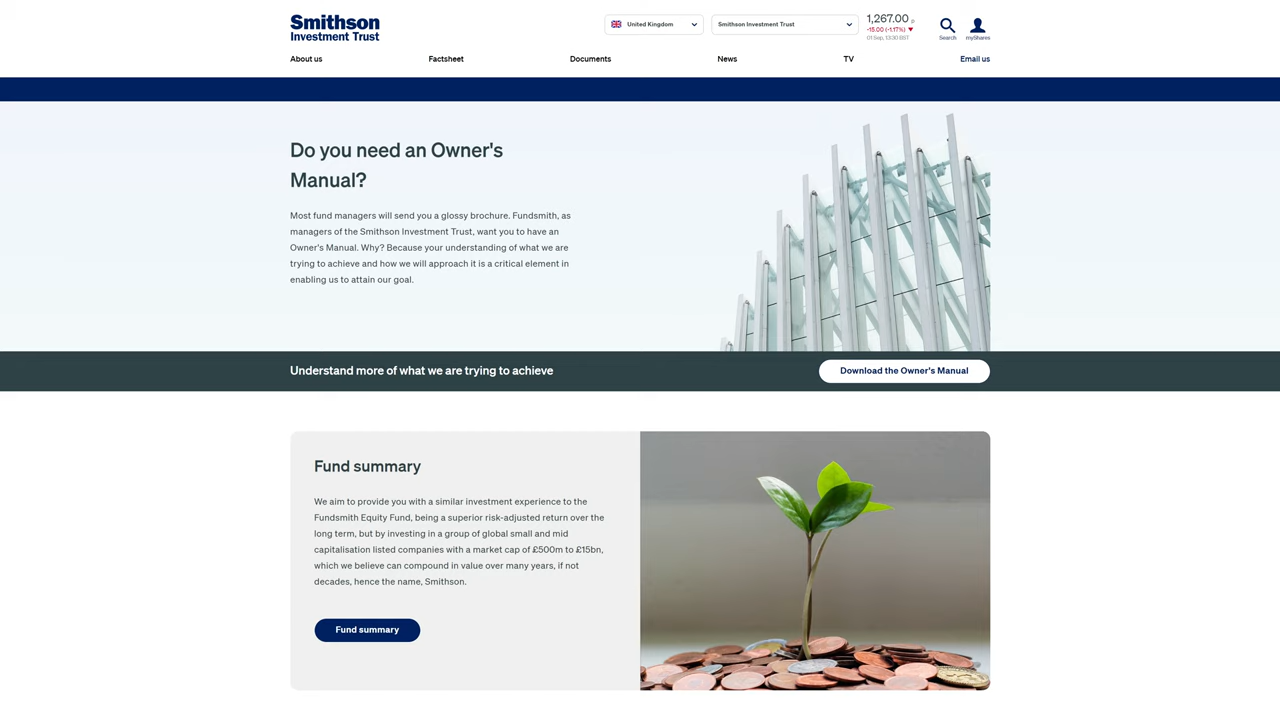 Smithson
Investment Trust
United Kingdom
Smithson Investment Trust
1,267.00 p
-15.00 (-1.17%) ▼
01 Sep, 13:30 BST
Search
myShares
About us
Factsheet
Documents
News
TV
Email us
Do you need an Owner's
Manual?
Most fund managers will send you a glossy brochure. Fundsmith, as
managers of the Smithson Investment Trust, want you to have an
Owner's Manual. Why? Because your understanding of what we are
trying to achieve and how we will approach it is a critical element in
enabling us to attain our goal.
Understand more of what we are trying to achieve
Download the Owner's Manual
Fund summary
We aim to provide you with a similar investment experience to the
Fundsmith Equity Fund, being a superior risk-adjusted return over the
long term, but by investing in a group of global small and mid
capitalisation listed companies with a market cap of £500m to £15bn,
which we believe can compound in value over many years, if not
decades, hence the name, Smithson.
Fund summary